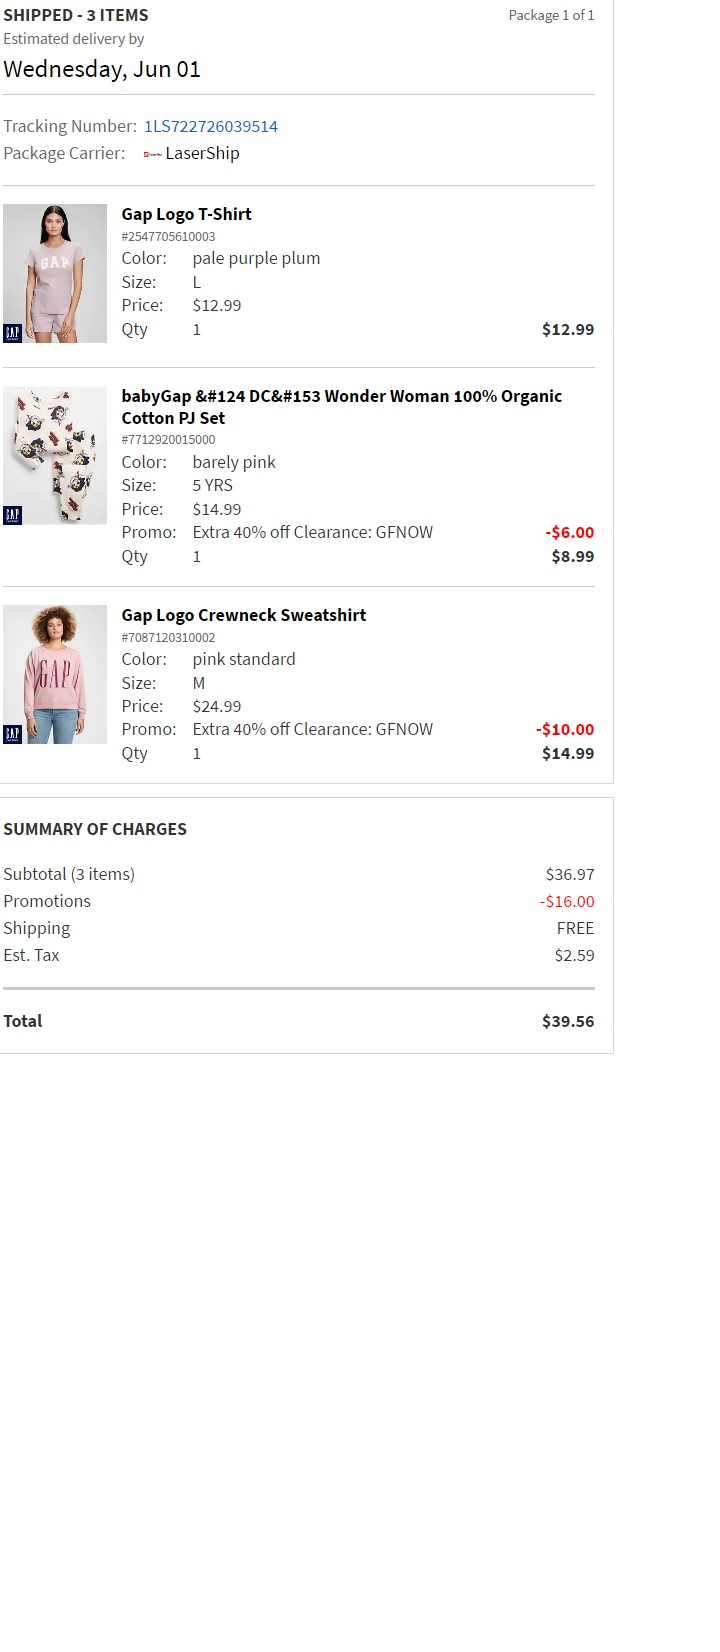 SHIPPED - 3 ITEMS
Package 1 of 1
Estimated delivery by
Wednesday, Jun 01
Tracking Number: 1LS722726039514
Package Carrier: LaserShip
Gap Logo T-Shirt
#2547705610003
Color: pale purple plum
Size: L
Price: $12.99
Qty 1 $12.99
GAP
GAP
babyGap &#124 DC&#153 Wonder Woman 100% Organic
Cotton PJ Set
#7712920015000
Color: barely pink
Size: 5 YRS
Price: $14.99
Promo: Extra 40% off Clearance: GFNOW -$6.00
Qty 1 $8.99
GAP
Gap Logo Crewneck Sweatshirt
#7087120310002
Color: pink standard
Size: M
Price: $24.99
Promo: Extra 40% off Clearance: GFNOW -$10.00
Qty 1 $14.99
GAP
GAP
SUMMARY OF CHARGES
Subtotal (3 items) $36.97
Promotions -$16.00
Shipping FREE
Est. Tax $2.59
Total $39.56